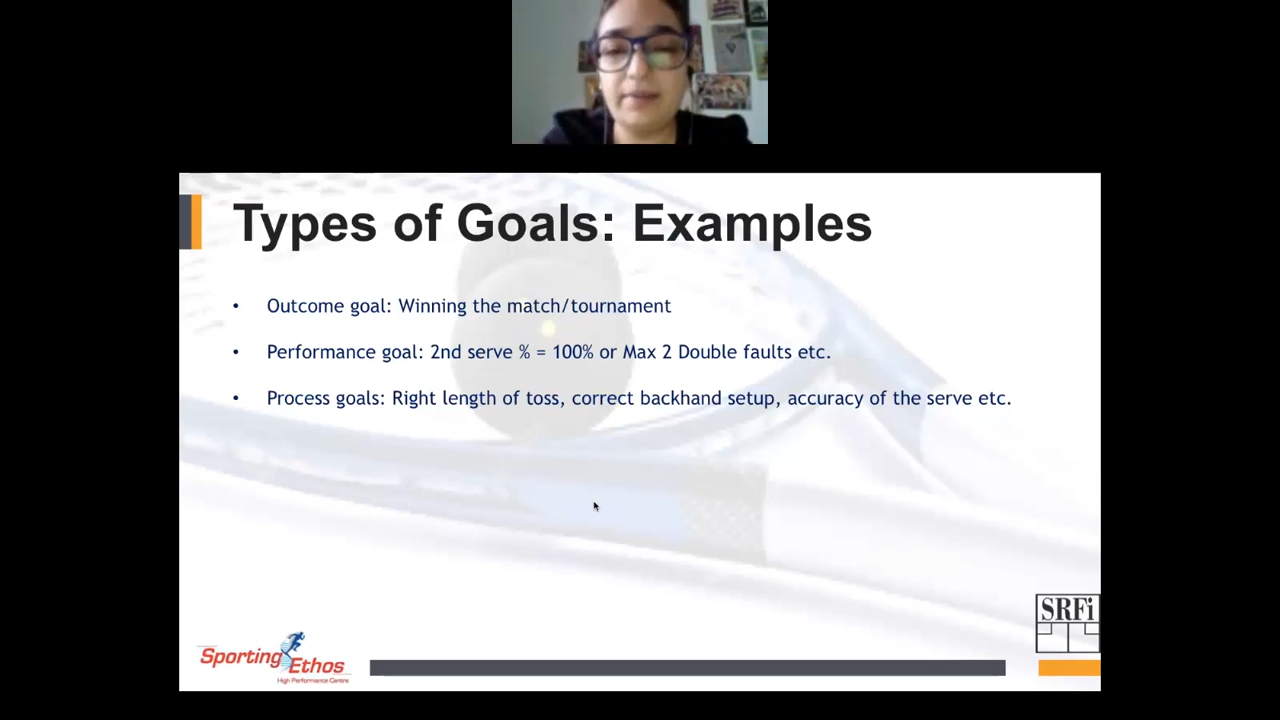 Types of Goals: Examples
• Outcome goal: Winning the match/tournament
• Performance goal: 2nd serve % = 100% or Max 2 Double faults etc.
• Process goals: Right length of toss, correct backhand setup, accuracy of the serve etc.
SRFi
Sporting Ethos
High Performance Centre